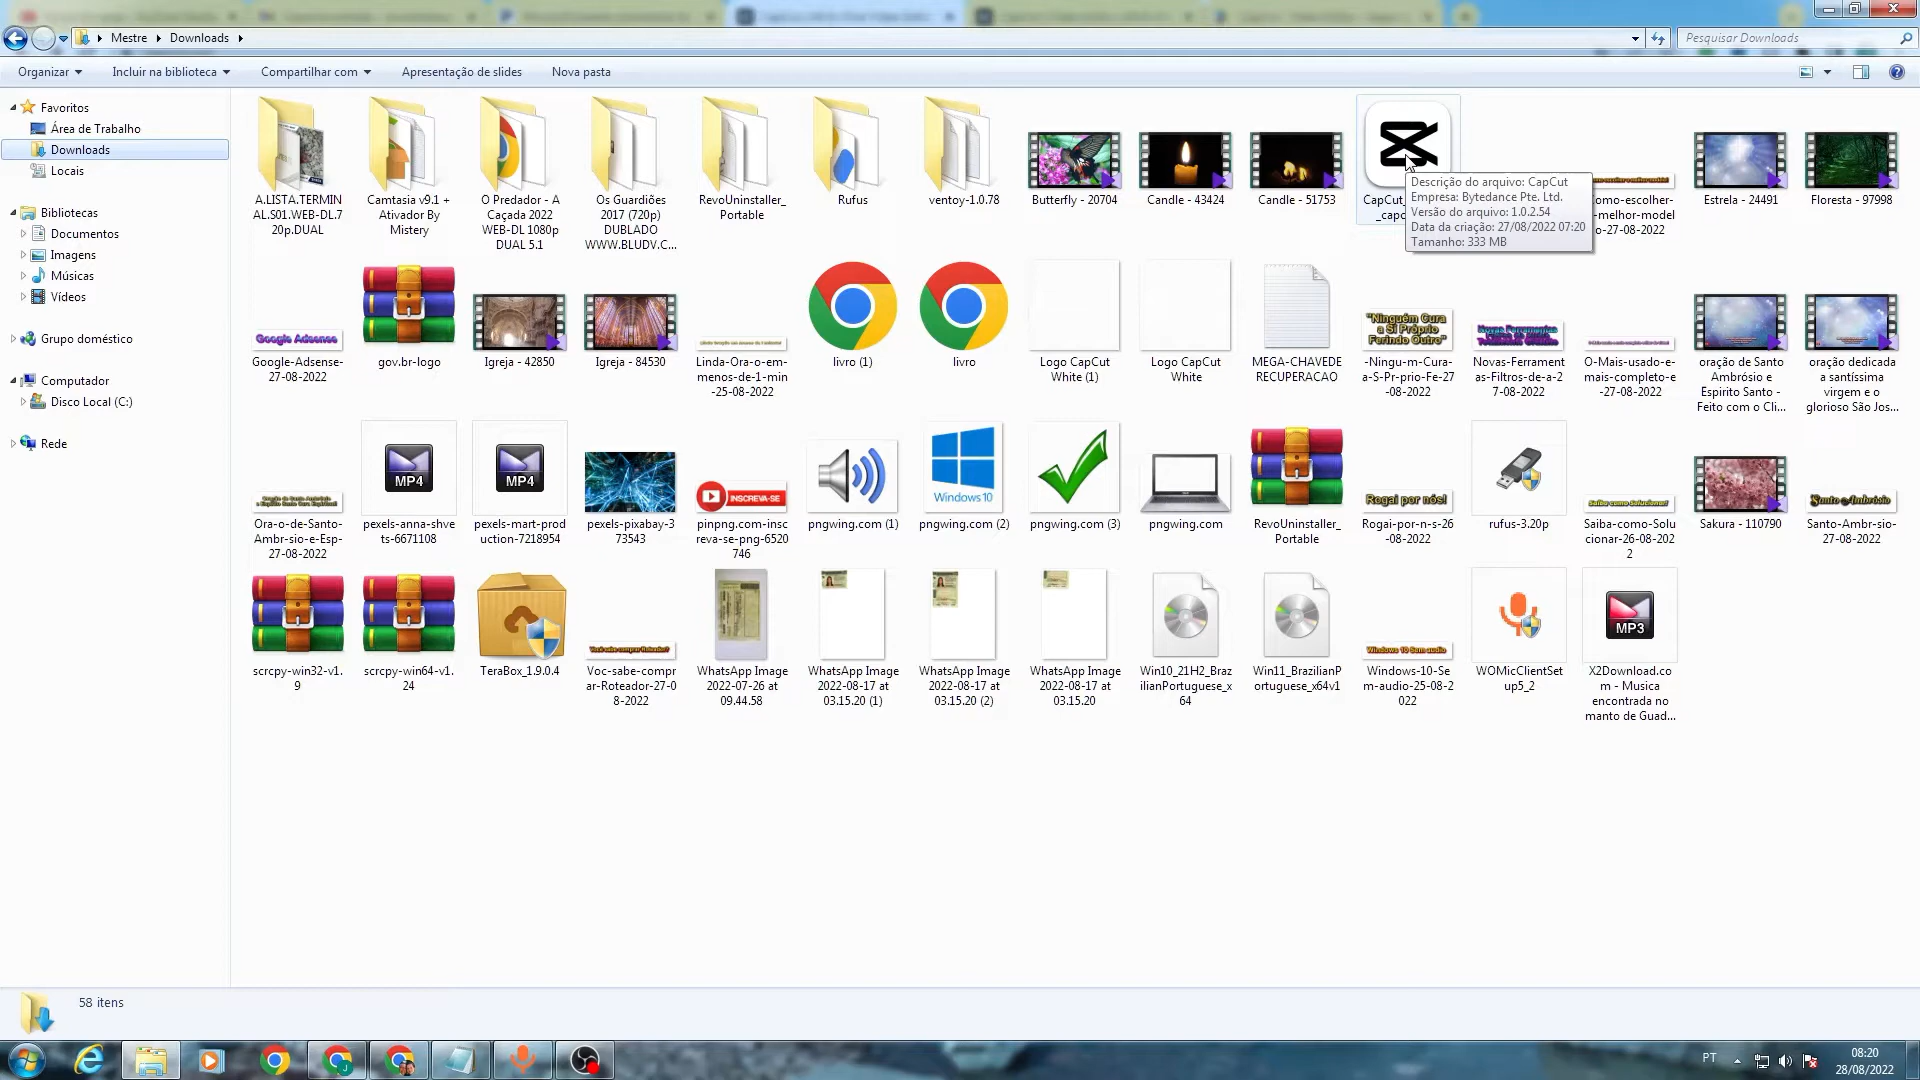 Mestre
Downloads
Pesquisar Downloads
Organizar
Incluir na biblioteca
Compartilhar com
Apresentação de slides
Nova pasta
Favoritos
Área de Trabalho
Downloads
Locais
Bibliotecas
Documentos
Imagens
Músicas
Vídeos
Grupo doméstico
Computador
Disco Local (C:)
Rede
A.LISTA.TERMIN
AL.S01.WEB-DL.7
20p.DUAL
Camtasia v9.1 +
Ativador By
Mistery
O Predador - A
Caçada 2022
WEB-DL 1080p
DUAL 5.1
Os Guardiões
2017 (720p)
DUBLADO
WWW.BLUDV.C...
RevoUninstaller_
Portable
Rufus
ventoy-1.0.78
Butterfly - 20704
Candle - 43424
Candle - 51753
Descrição do arquivo: CapCut
Empresa: Bytedance Pte. Ltd.
Versão do arquivo: 1.0.2.54
Data da criação: 27/08/2022 07:20
Tamanho: 333 MB
omo-escolher-
-melhor-model
o-27-08-2022
Estrela - 24491
Floresta - 97998
Google Adsense
Google-Adsense-
27-08-2022
gov.br-logo
Igreja - 42850
Igreja - 84530
Linda-Ora-o-em-
menos-de-1-min
-25-08-2022
livro (1)
livro
Logo CapCut
White (1)
Logo CapCut
White
MEGA-CHAVEDE
RECUPERACAO
"Ninguém Cura
a Si Próprio
Ferindo Outro"
-Ningu-m-Cura-
a-S-Pr-prio-Fe-27
-08-2022
Novas-Ferrament
as-Filtros-de-a-2
7-08-2022
O-Mais-usado-e-
mais-completo-e
-27-08-2022
oração de Santo
Ambrósio e
Espirito Santo -
Feito com o Cli...
oração dedicada
a santíssima
virgem e o
glorioso São Jos...
Ora-o-de-Santo-
Ambr-sio-e-Esp-
27-08-2022
MP4
pexels-anna-shve
ts-6671108
MP4
pexels-mart-prod
uction-7218954
pexels-pixabay-3
73543
INSCREVA-SE
pinpng.com-insc
reva-se-png-6520
746
pngwing.com (1)
Windows 10
pngwing.com (2)
pngwing.com (3)
pngwing.com
RevoUninstaller_
Portable
Rogai por nós!
Rogai-por-n-s-26
-08-2022
rufus-3.20p
Saiba como Solucionar?
Saiba-como-Solu
cionar-26-08-202
2
Sakura - 110790
Santo Ambrósio
Santo-Ambr-sio-
27-08-2022
scrcpy-win32-v1.
9
scrcpy-win64-v1.
24
TeraBox_1.9.0.4
Você sabe comprar Roteador?
Voc-sabe-compr
ar-Roteador-27-0
8-2022
WhatsApp Image
2022-07-26 at
09.44.58
WhatsApp Image
2022-08-17 at
03.15.20 (1)
WhatsApp Image
2022-08-17 at
03.15.20 (2)
WhatsApp Image
2022-08-17 at
03.15.20
Win10_21H2_Braz
ilianPortuguese_x
64
Win11_BrazilianP
ortuguese_x64v1
Windows 10 Sem audio
Windows-10-Se
m-audio-25-08-2
022
WOMicClientSet
up5_2
MP3
X2Download.co
m - Musica
encontrada no
manto de Guad...
58 itens
PT
08:20
28/08/2022